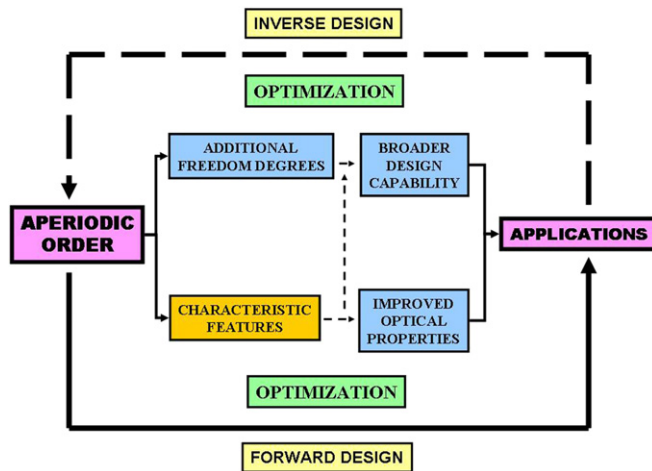 INVERSE DESIGN
OPTIMIZATION
ADDITIONAL
FREEDOM DEGREES
BROADER
DESIGN
CAPABILITY
APERIODIC
ORDER
APPLICATIONS
CHARACTERISTIC
FEATURES
IMPROVED
OPTICAL
PROPERTIES
OPTIMIZATION
FORWARD DESIGN